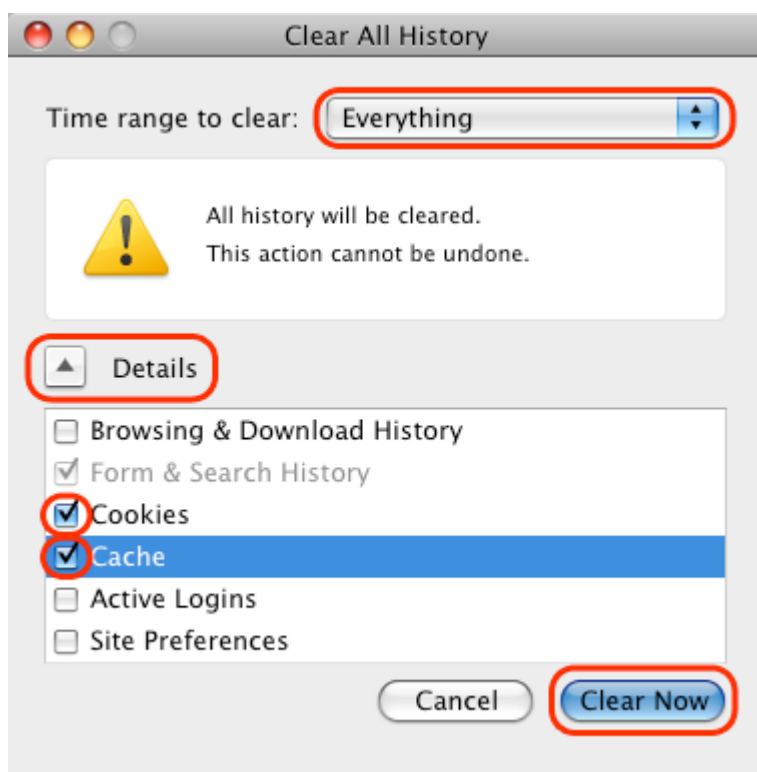 Clear All History
Time range to clear: Everything
All history will be cleared.
This action cannot be undone.
Details
Browsing & Download History
Form & Search History
Cookies
Cache
Active Logins
Site Preferences
Cancel Clear Now